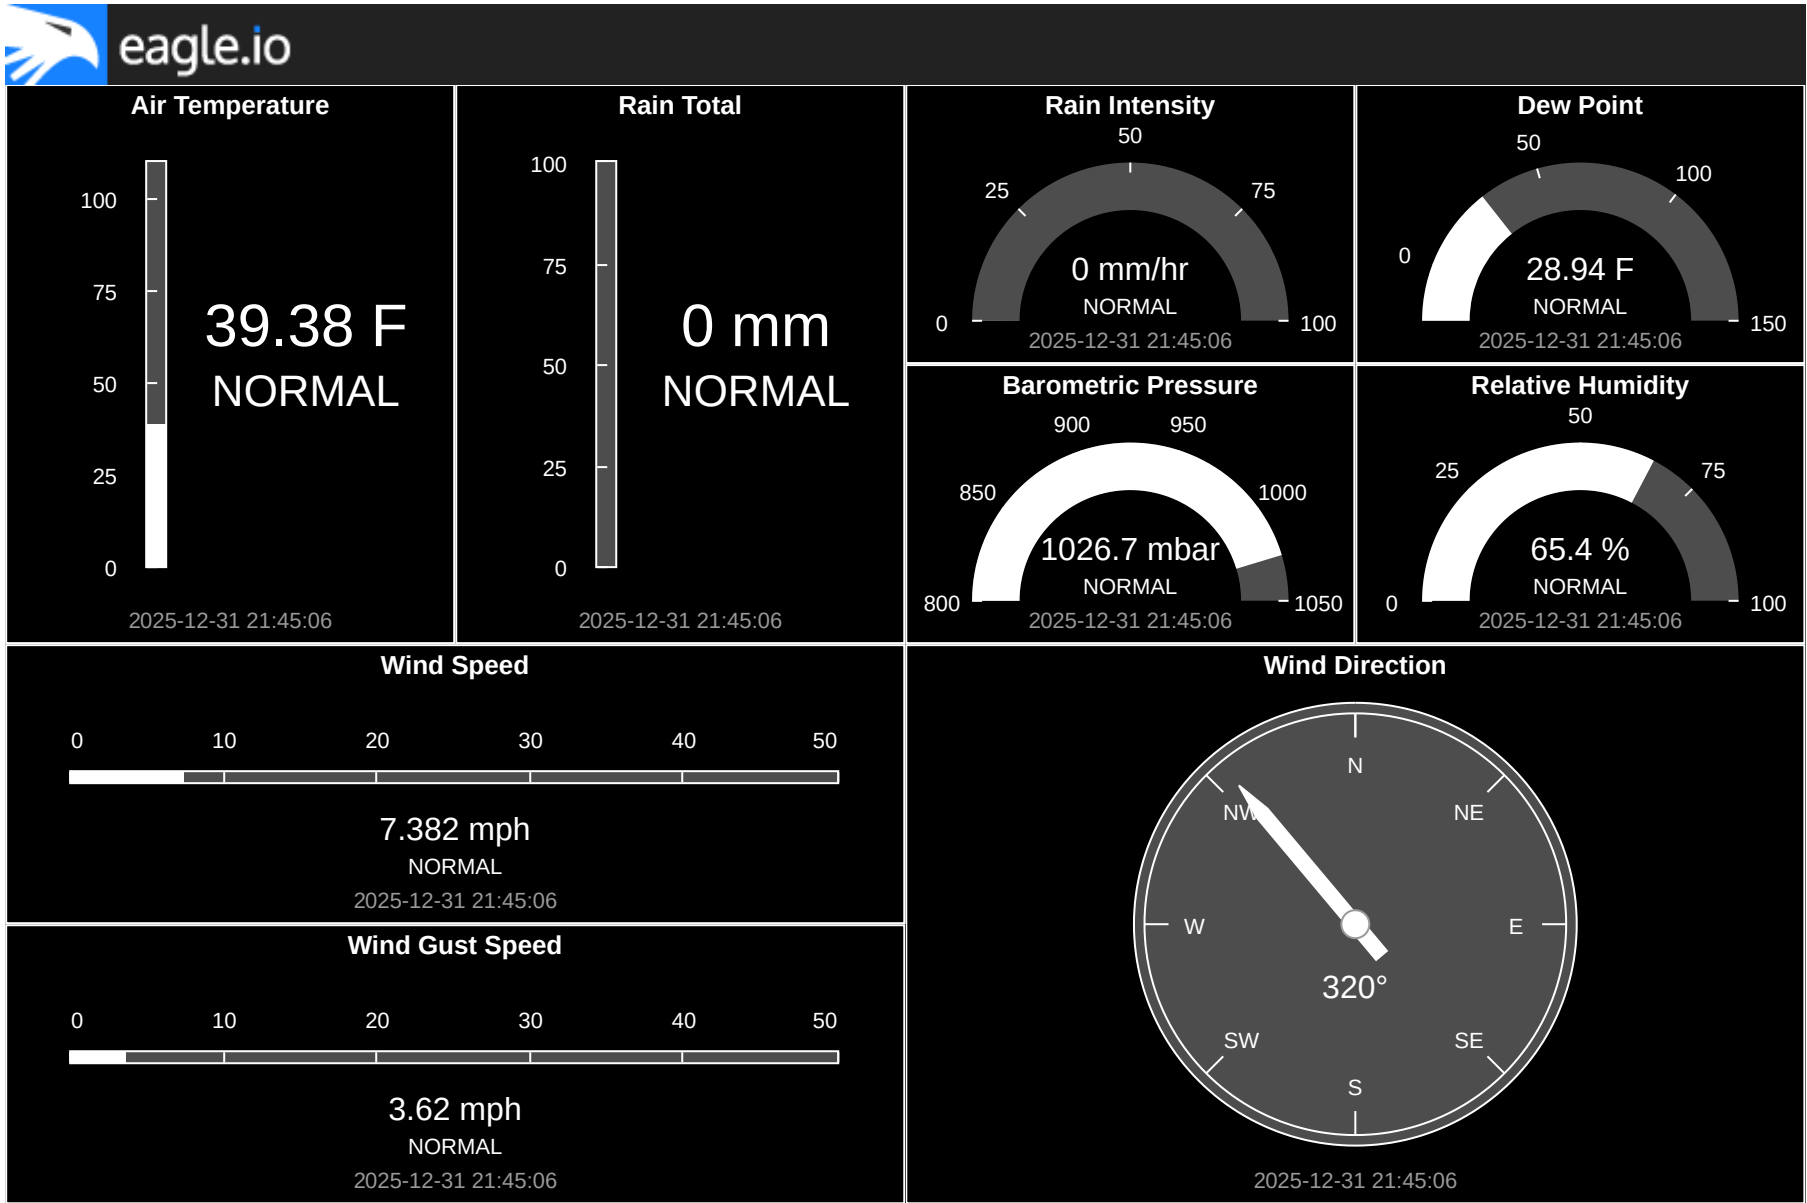 eagle.io
Air Temperature
100
75
50
25
0
39.38 F
NORMAL
2025-12-31 21:45:06
Rain Total
100
75
50
25
0
0 mm
NORMAL
2025-12-31 21:45:06
Rain Intensity
0
25
50
75
100
0 mm/hr
NORMAL
2025-12-31 21:45:06
Dew Point
0
50
100
150
28.94 F
NORMAL
2025-12-31 21:45:06
Barometric Pressure
800
850
900
950
1000
1050
1026.7 mbar
NORMAL
2025-12-31 21:45:06
Relative Humidity
0
25
50
75
100
65.4 %
NORMAL
2025-12-31 21:45:06
Wind Speed
0 10 20 30 40 50
7.382 mph
NORMAL
2025-12-31 21:45:06
Wind Gust Speed
0 10 20 30 40 50
3.62 mph
NORMAL
2025-12-31 21:45:06
Wind Direction
N
NW NE
W E
320°
SW SE
S
2025-12-31 21:45:06